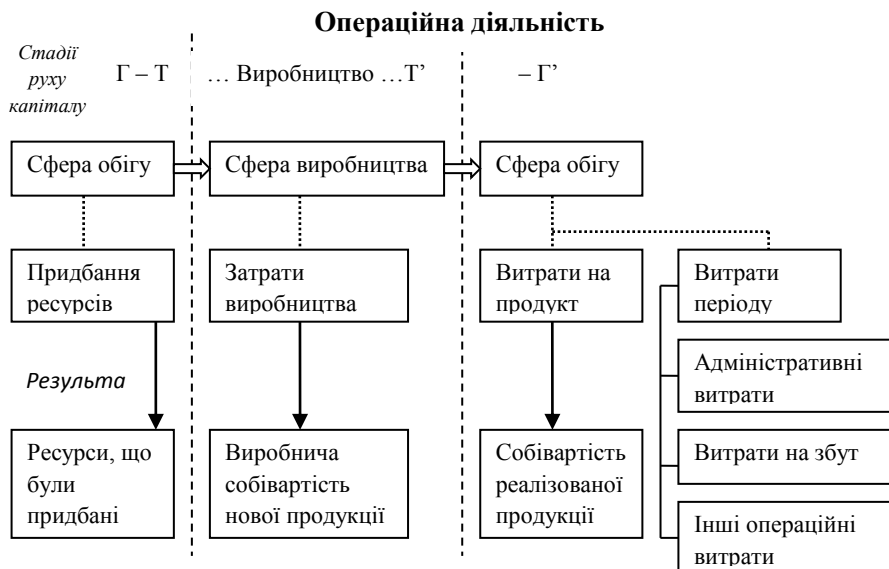 Операційна діяльність
Стадії
руху
капіталу
Г – Т
… Виробництво …Т’
– Г’
Сфера обігу
Сфера виробництва
Сфера обігу
Придбання
ресурсів
Затрати
виробництва
Витрати на
продукт
Витрати
періоду
Адміністративні
витрати
Результа
Ресурси, що
були
придбані
Виробнича
собівартість
нової продукції
Собівартість
реалізованої
продукції
Витрати на збут
Інші операційні
витрати